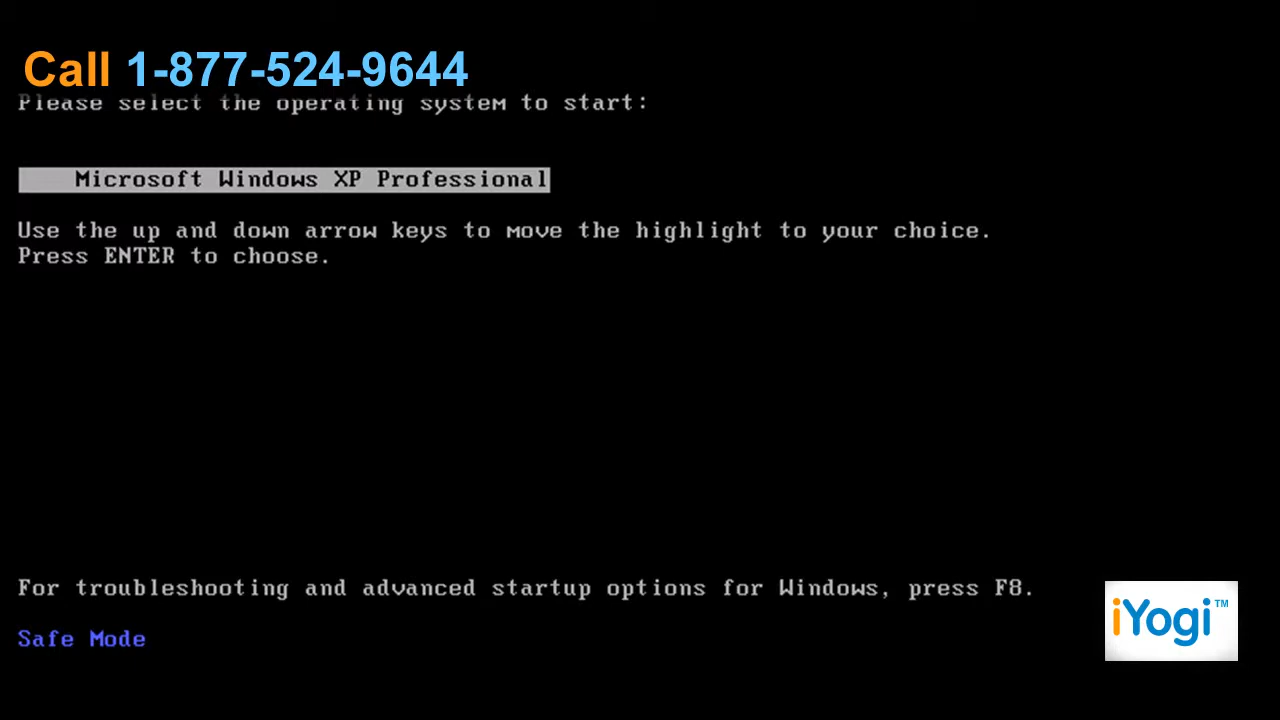 Call 1-877-524-9644
Please select the operating system to start:
Microsoft Windows XP Professional
Use the up and down arrow keys to move the highlight to your choice.
Press ENTER to choose.
For troubleshooting and advanced startup options for Windows, press F8.
iYogi™
Safe Mode